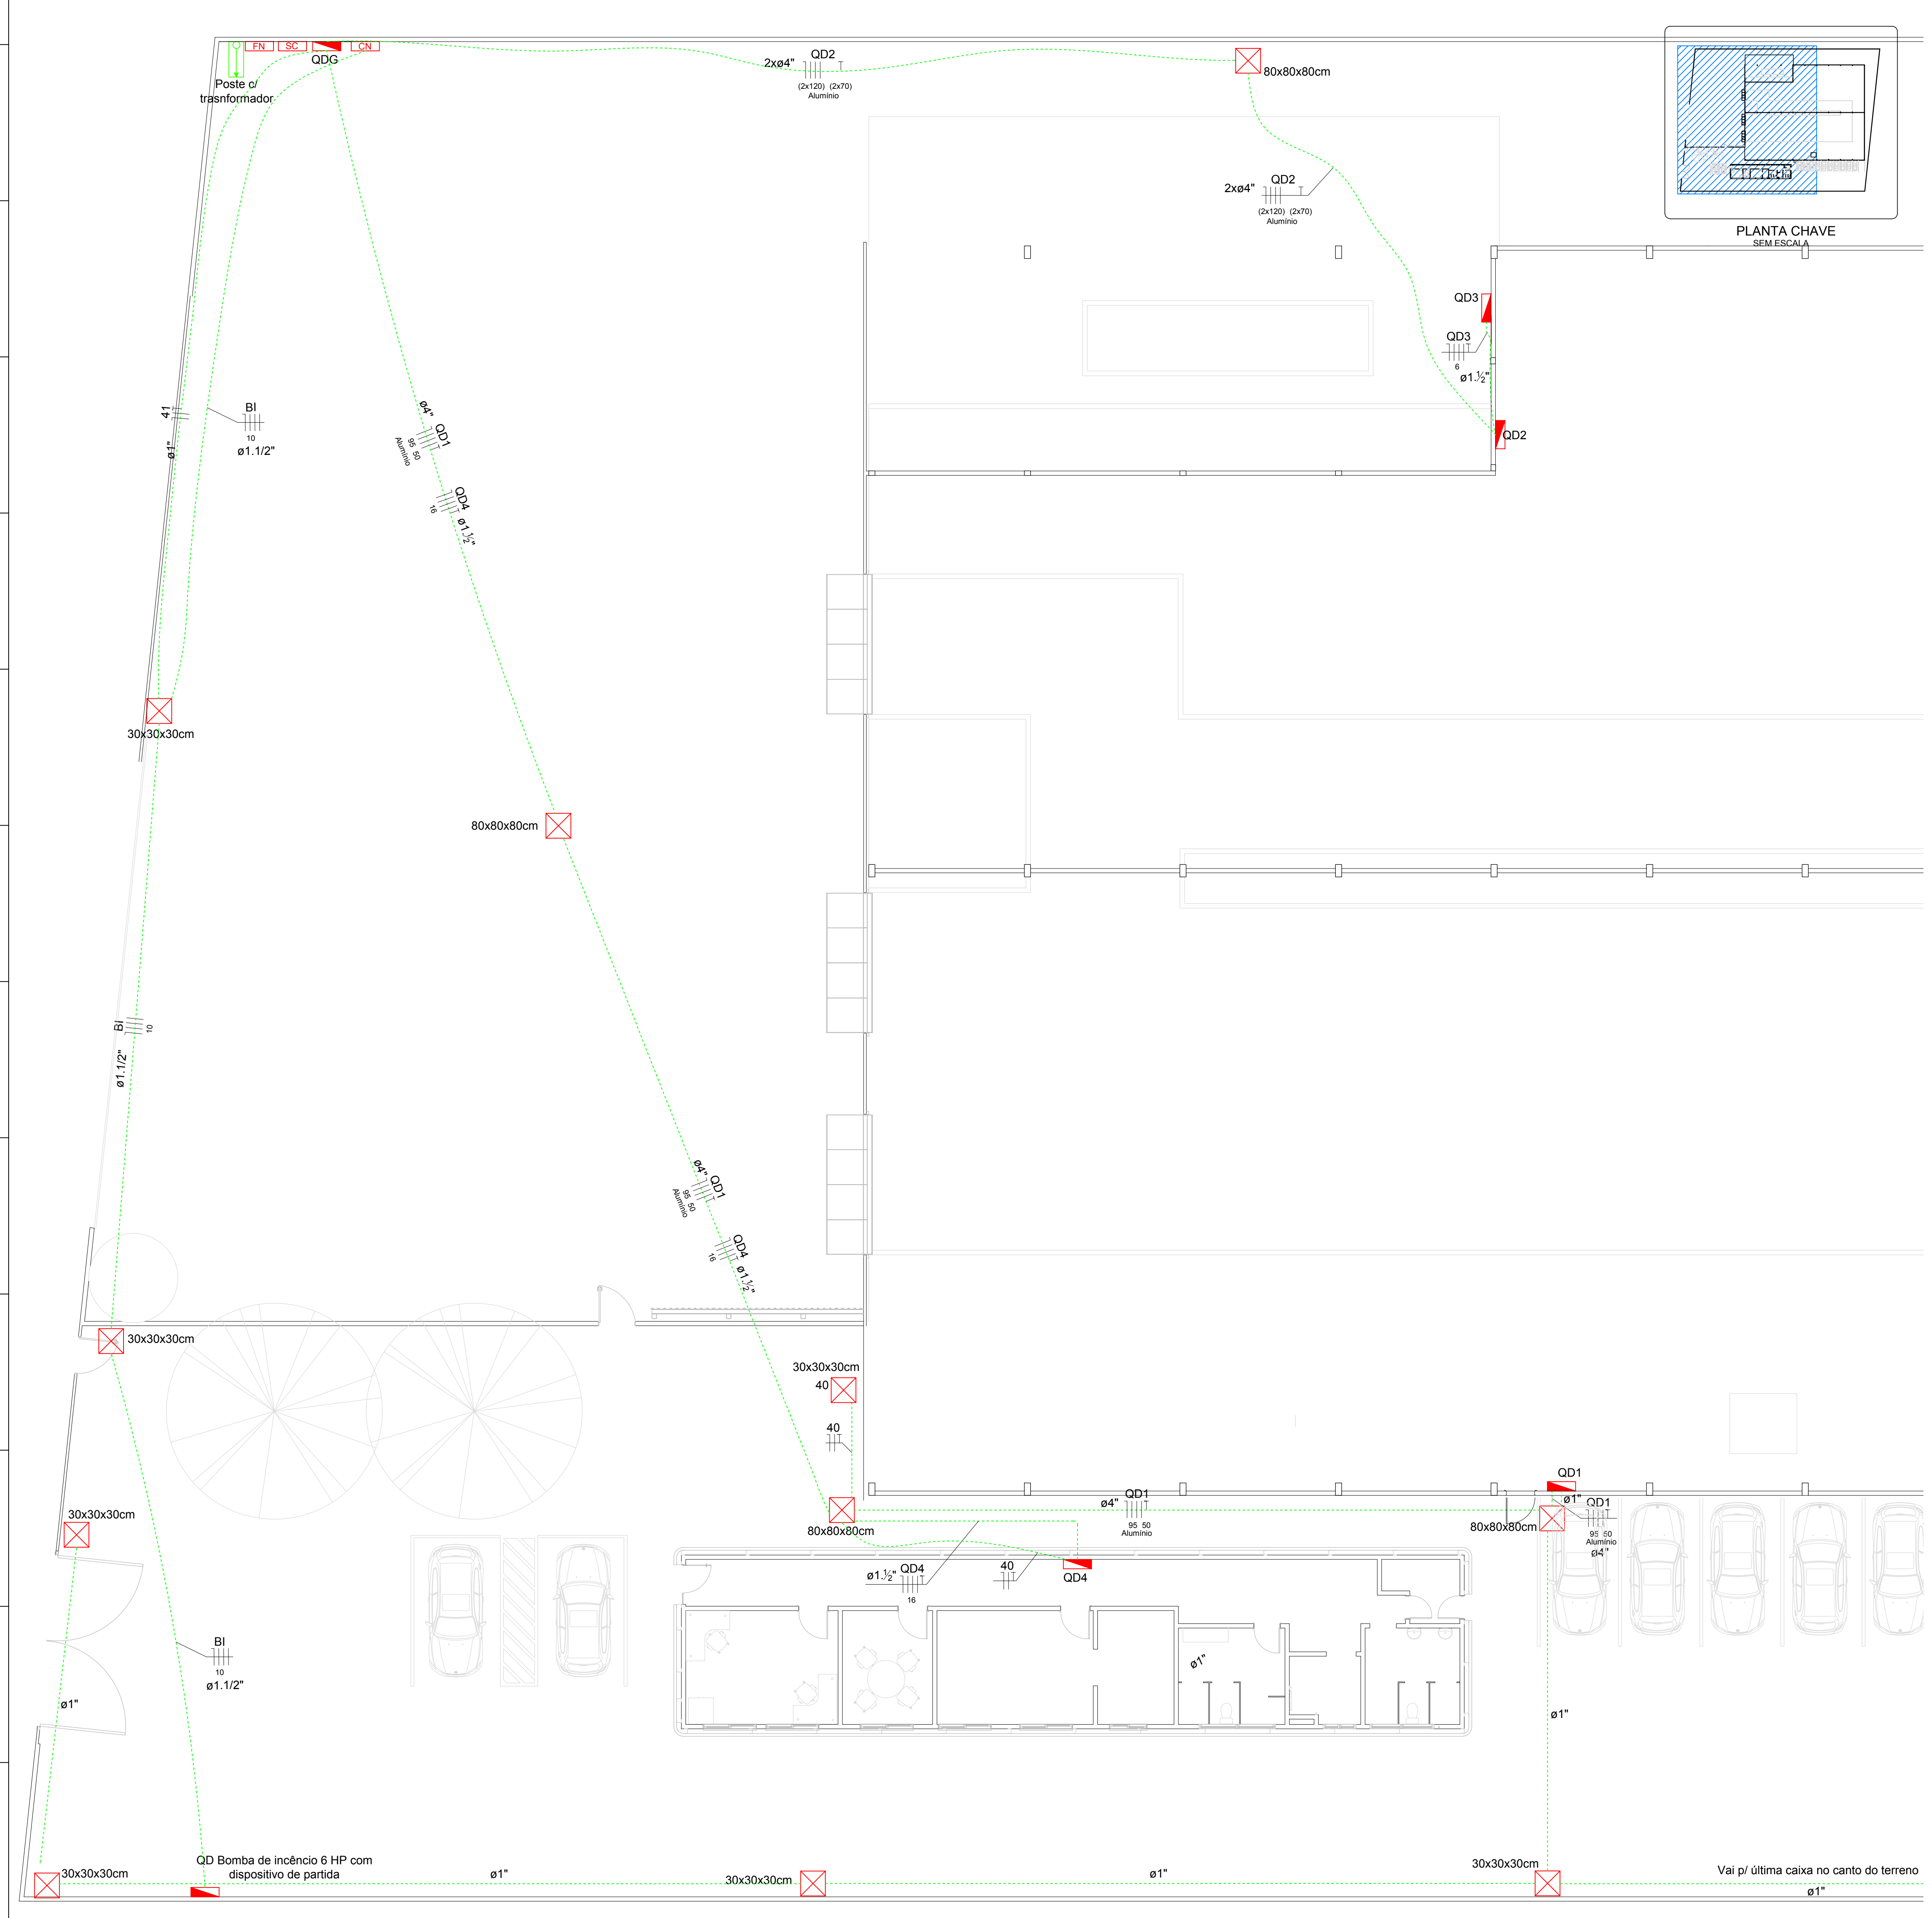 FN
SC
CN
QDG
Poste c/
trasnformador
QD2
2xø4"
(2x120) (2x70)
Alumínio
80x80x80cm
QD2
2xø4"
(2x120) (2x70)
Alumínio
PLANTA CHAVE
SEM ESCALA
QD3
QD3
6
ø1.½"
QD2
41
ø1"
BI
10
ø1.1/2"
ø4"
QD1
95 50
Alumínio
QD4
16
ø1.½"
30x30x30cm
80x80x80cm
BI
10
ø1.1/2"
ø4"
QD1
95 50
Alumínio
QD4
16
ø1.½"
30x30x30cm
30x30x30cm
40
40
80x80x80cm
ø4"
QD1
95 50
Alumínio
QD1
ø1"
QD1
80x80x80cm
95 50
Alumínio
ø4"
30x30x30cm
ø1.½"
QD4
16
40
QD4
BI
10
ø1.1/2"
ø1"
ø1"
ø1"
QD Bomba de incêncio 6 HP com
dispositivo de partida
30x30x30cm
ø1"
30x30x30cm
ø1"
30x30x30cm
Vai p/ última caixa no canto do terreno
ø1"